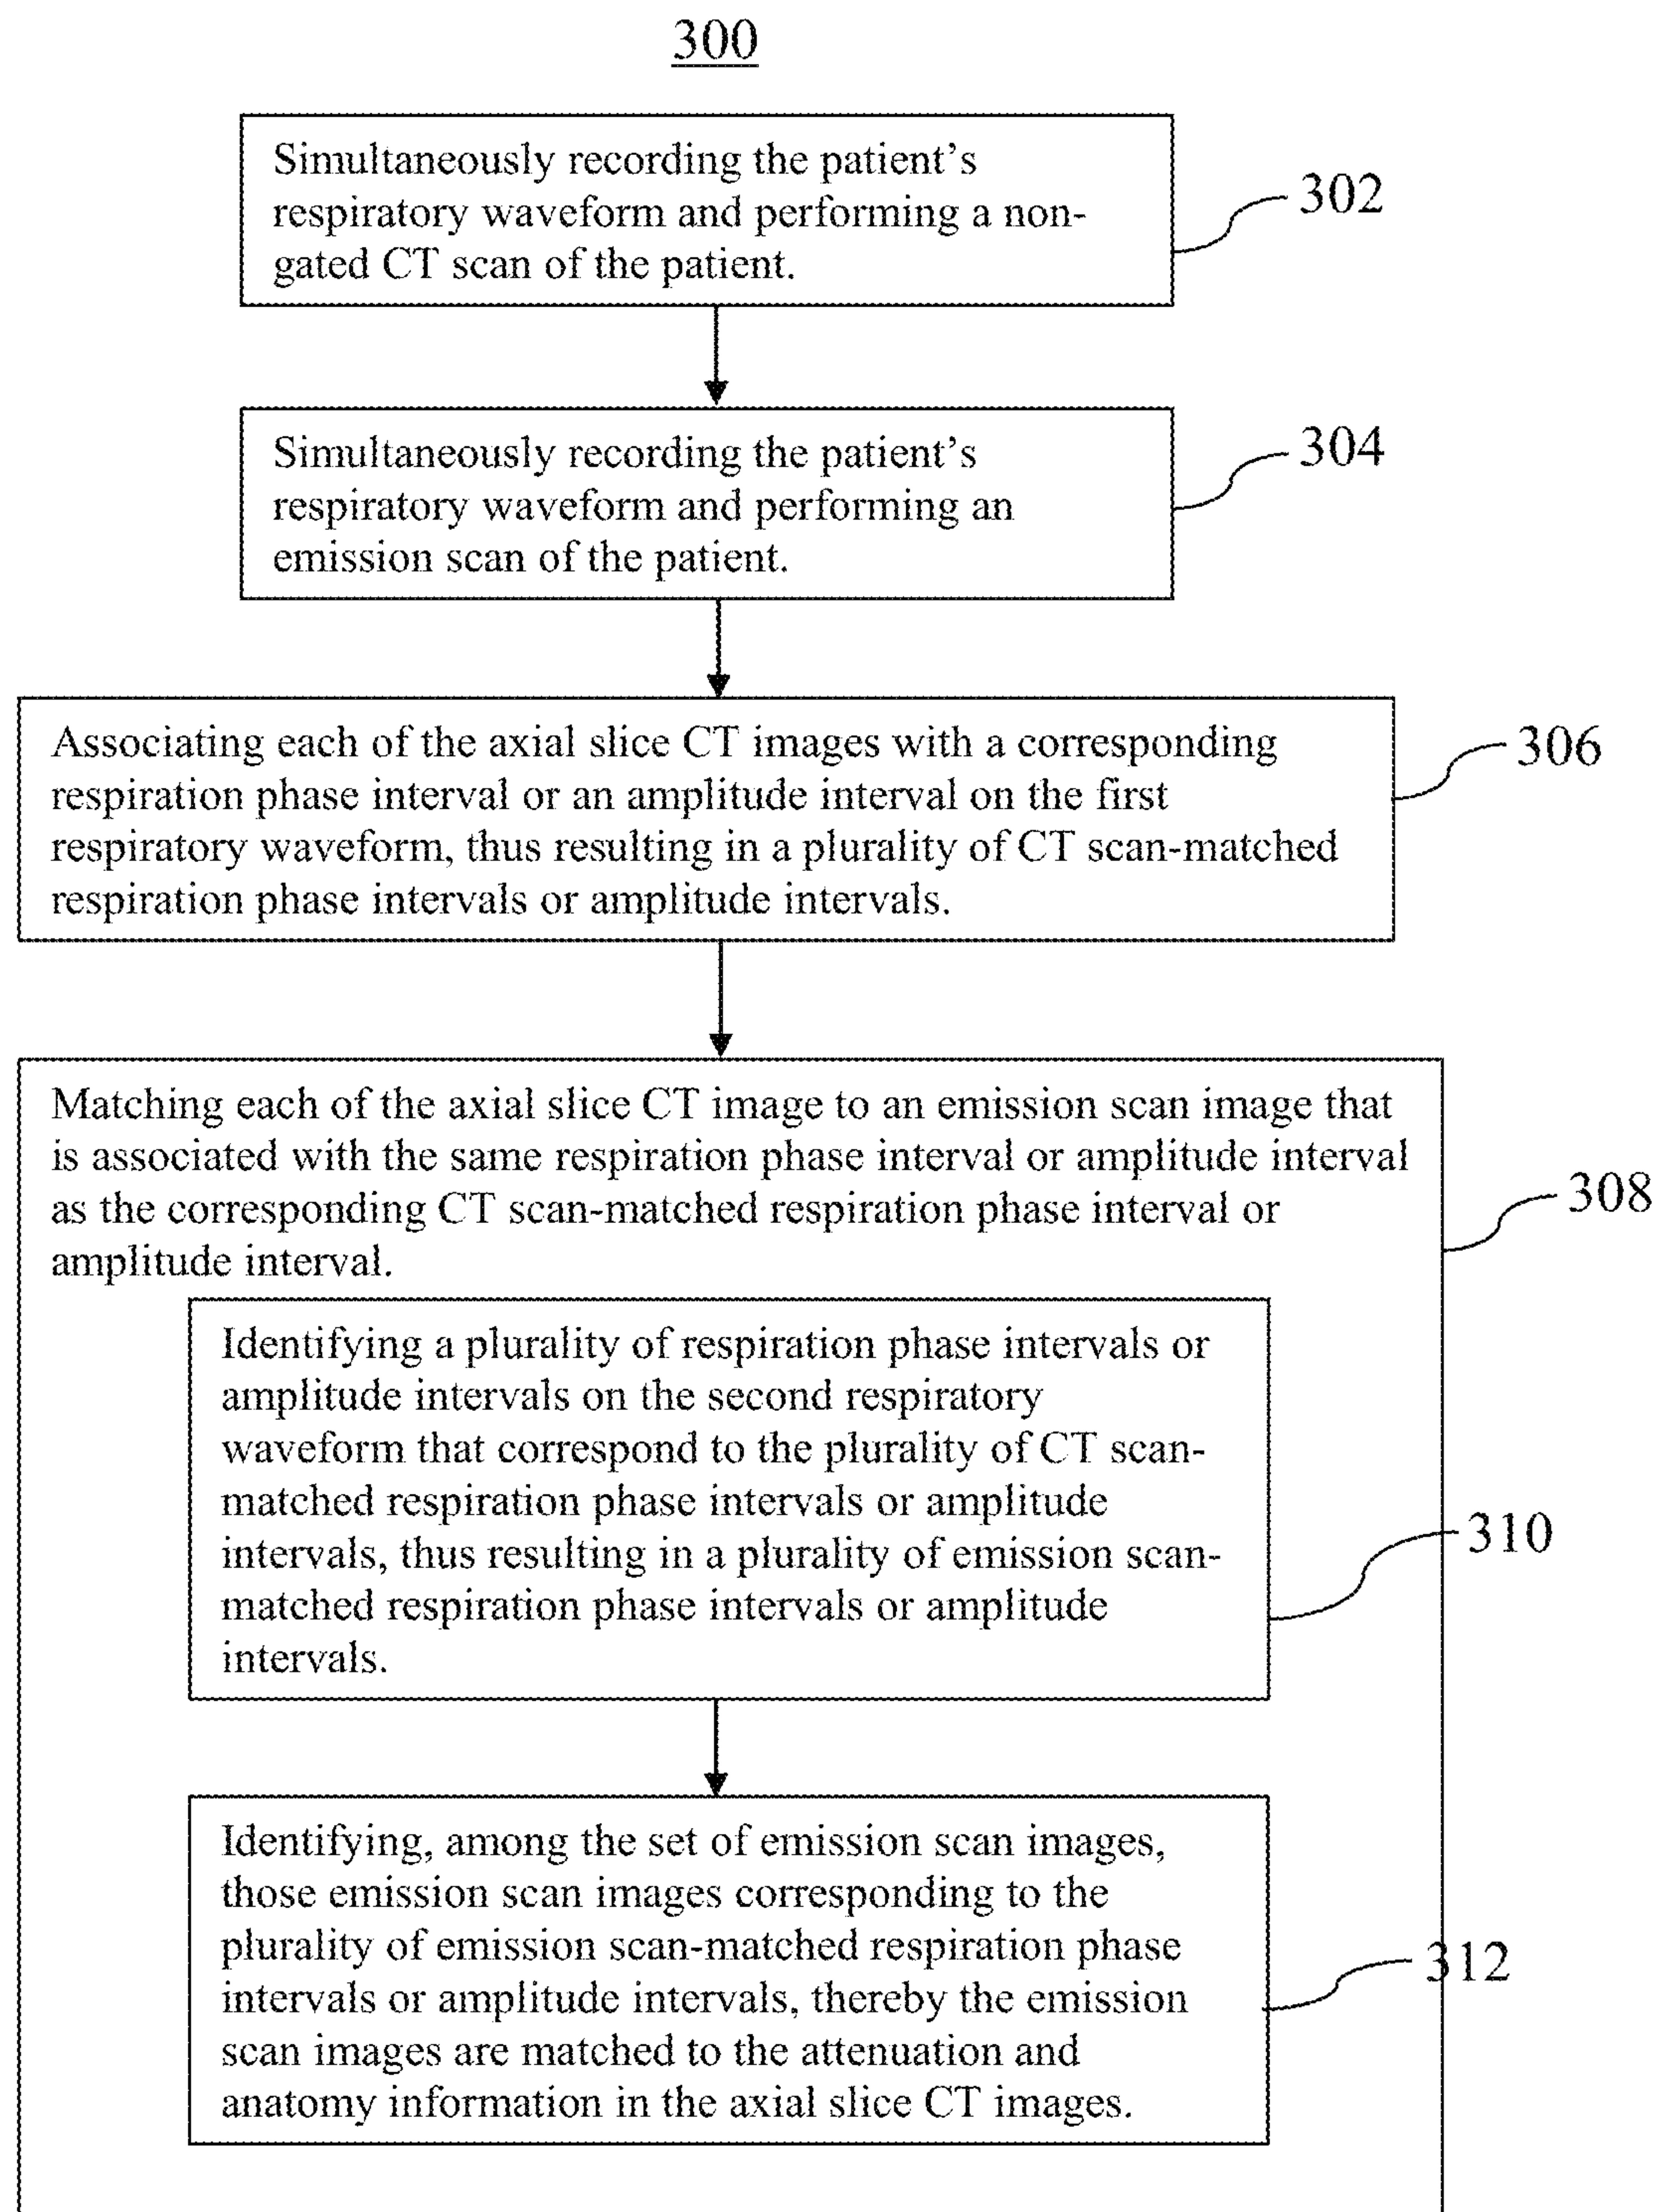 300
Simultaneously recording the patient's
respiratory waveform and performing a non-
gated CT scan of the patient.
302
Simultaneously recording the patient's
respiratory waveform and performing an
emission scan of the patient.
304
Associating each of the axial slice CT images with a corresponding
respiration phase interval or an amplitude interval on the first
respiratory waveform, thus resulting in a plurality of CT scan-matched
respiration phase intervals or amplitude intervals.
306
Matching each of the axial slice CT image to an emission scan image that
is associated with the same respiration phase interval or amplitude interval
as the corresponding CT scan-matched respiration phase interval or
amplitude interval.
308
Identifying a plurality of respiration phase intervals or
amplitude intervals on the second respiratory
waveform that correspond to the plurality of CT scan-
matched respiration phase intervals or amplitude
intervals, thus resulting in a plurality of emission scan-
matched respiration phase intervals or amplitude
intervals.
310
Identifying, among the set of emission scan images,
those emission scan images corresponding to the
plurality of emission scan-matched respiration phase
intervals or amplitude intervals, thereby the emission
scan images are matched to the attenuation and
anatomy information in the axial slice CT images.
312